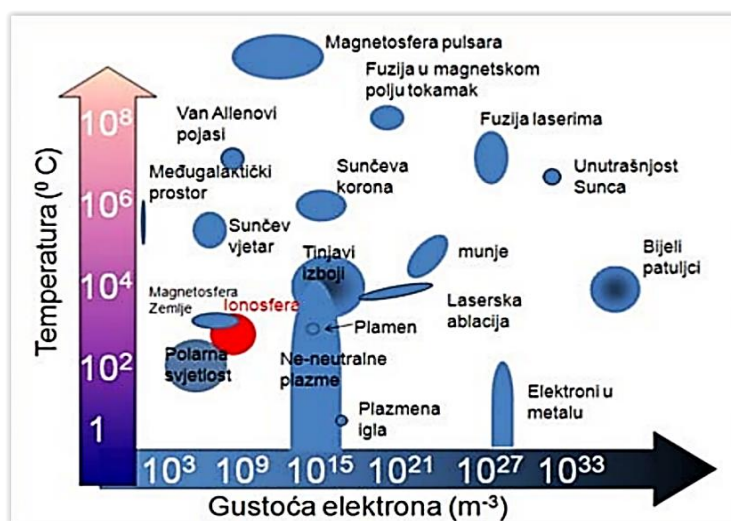 Magnetosfera pulsara
Fuzija u magnetskom
polju tokamak
Van Allenovi
pojasi
Fuzija laserima
Međugalaktički
prostor
Sunčeva
korona
Unutrašnjost
Sunca
Sunčev
vjetar
Tinjavi
izboji
munje
Bijeli
patuljci
Magnetosfera
Zemlje
Ionosfera
Laserska
ablacija
Plamen
Polarna
svjetlost
Ne-neutralne
plazme
Elektroni u
metalu
Plazmena
igla
Temperatura (⁰ C)
10⁸
10⁶
10⁴
10²
1
10³ 10⁹ 10¹⁵ 10²¹ 10²⁷ 10³³
Gustoća elektrona (m⁻³)